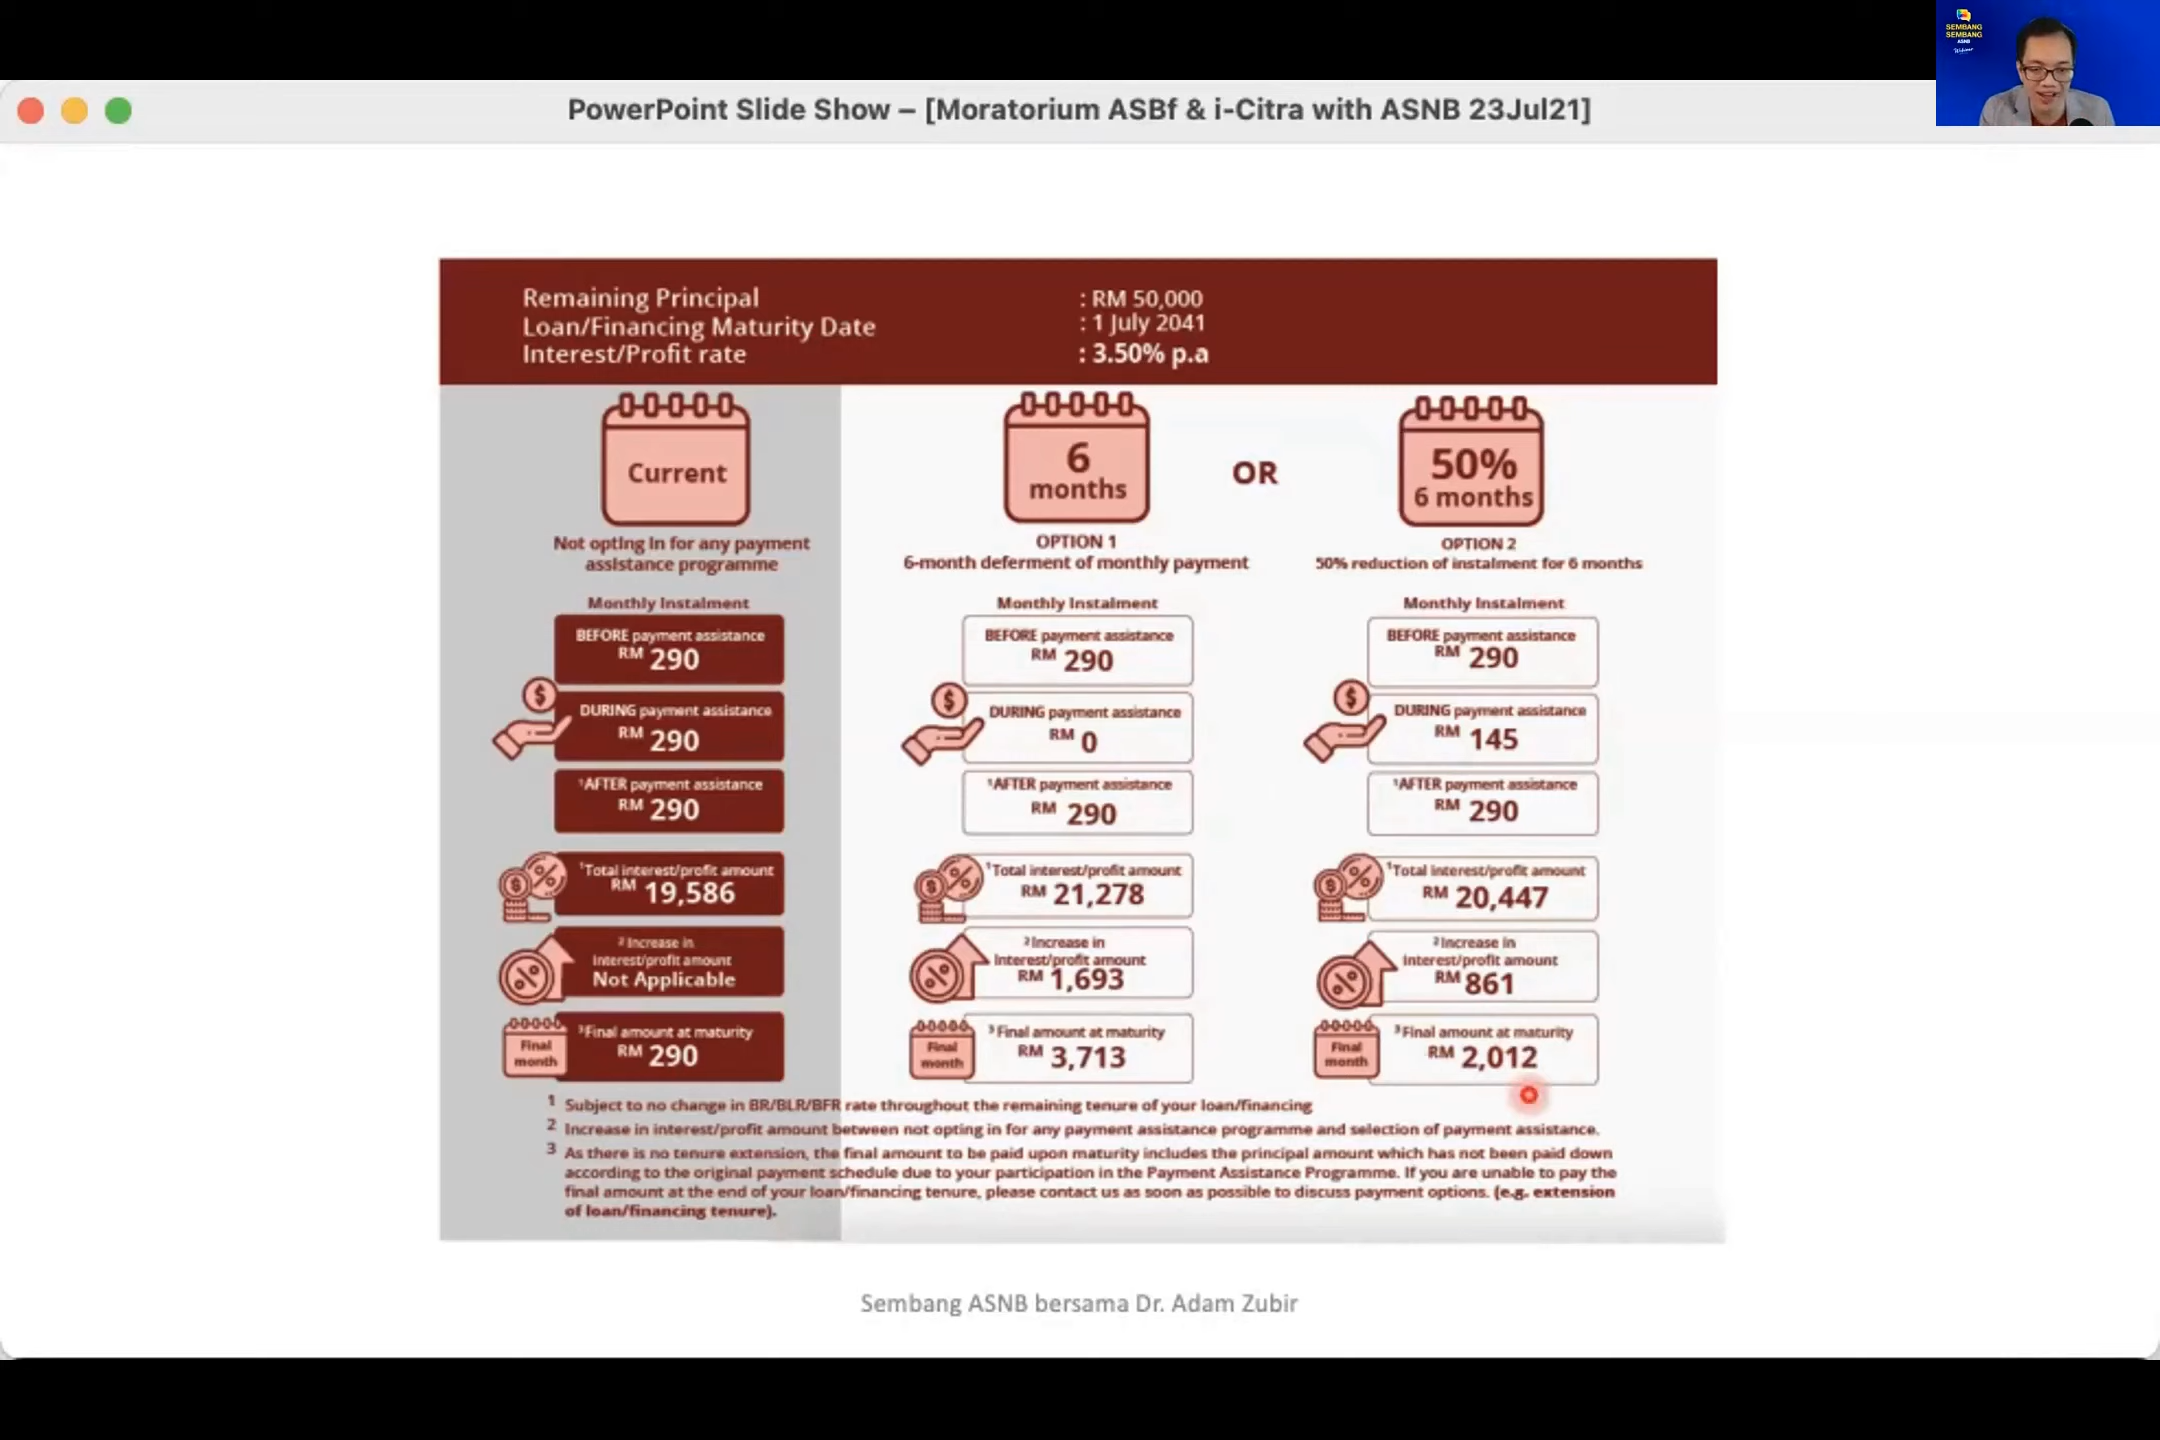 SEMBANG
SEMBANG
ASNB
Webinar
PowerPoint Slide Show – [Moratorium ASBf & i-Citra with ASNB 23Jul21]
Remaining Principal : RM 50,000
Loan/Financing Maturity Date : 1 July 2041
Interest/Profit rate : 3.50% p.a
Current
Not opting in for any payment
assistance programme
Monthly Instalment
BEFORE payment assistance
RM 290
$
DURING payment assistance
RM 290
¹AFTER payment assistance
RM 290
$ %
¹Total interest/profit amount
RM 19,586
%
² Increase in
interest/profit amount
Not Applicable
Final
month
³Final amount at maturity
RM 290
6
months
OPTION 1
6-month deferment of monthly payment
Monthly Instalment
BEFORE payment assistance
RM 290
$
DURING payment assistance
RM 0
¹AFTER payment assistance
RM 290
$ %
¹Total interest/profit amount
RM 21,278
%
² Increase in
interest/profit amount
RM 1,693
Final
month
³ Final amount at maturity
RM 3,713
OR
50%
6 months
OPTION 2
50% reduction of instalment for 6 months
Monthly Instalment
BEFORE payment assistance
RM 290
$
DURING payment assistance
RM 145
¹AFTER payment assistance
RM 290
$ %
¹Total interest/profit amount
RM 20,447
%
² Increase in
interest/profit amount
RM 861
Final
month
³ Final amount at maturity
RM 2,012
1 Subject to no change in BR/BLR/BFR rate throughout the remaining tenure of your loan/financing
2 Increase in interest/profit amount between not opting in for any payment assistance programme and selection of payment assistance.
3 As there is no tenure extension, the final amount to be paid upon maturity includes the principal amount which has not been paid down
according to the original payment schedule due to your participation in the Payment Assistance Programme. If you are unable to pay the
final amount at the end of your loan/financing tenure, please contact us as soon as possible to discuss payment options. (e.g. extension
of loan/financing tenure).
Sembang ASNB bersama Dr. Adam Zubir